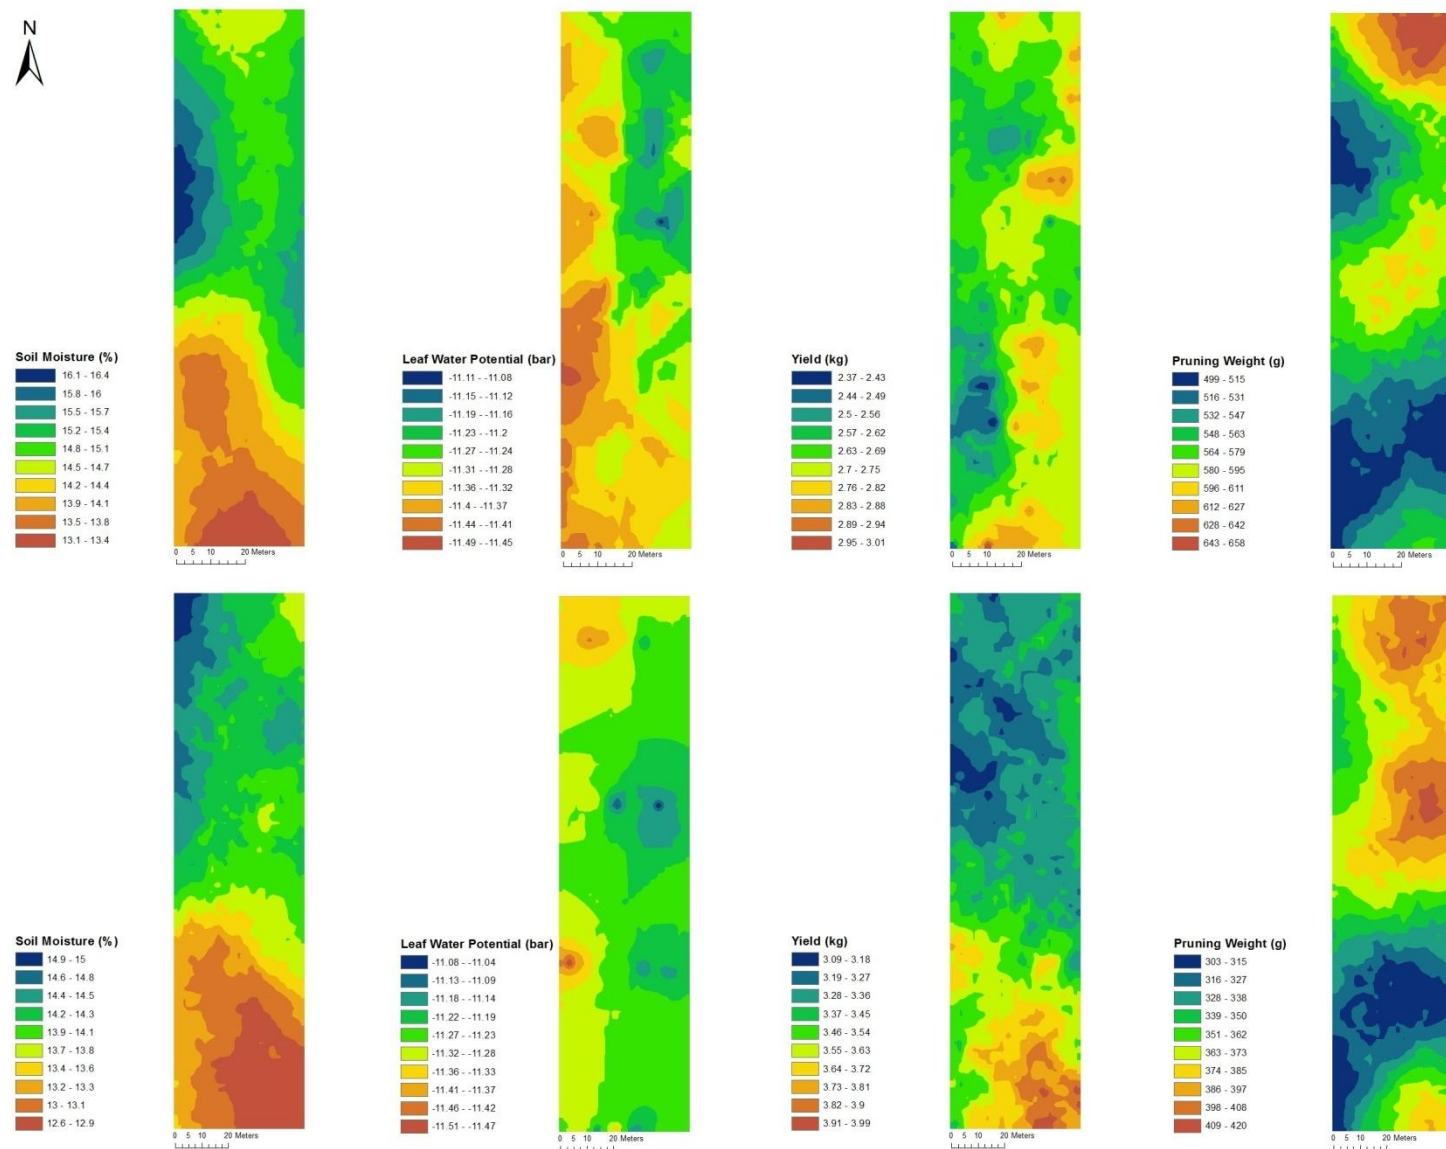 N
Soil Moisture (%)
16.1 - 16.4
15.8 - 16
15.5 - 15.7
15.2 - 15.4
14.8 - 15.1
14.5 - 14.7
14.2 - 14.4
13.9 - 14.1
13.5 - 13.8
13.1 - 13.4
0 5 10 20 Meters
Leaf Water Potential (bar)
-11.11 - -11.08
-11.15 - -11.12
-11.19 - -11.16
-11.23 - -11.2
-11.27 - -11.24
-11.31 - -11.28
-11.36 - -11.32
-11.4 - -11.37
-11.44 - -11.41
-11.49 - -11.45
0 5 10 20 Meters
Yield (kg)
2.37 - 2.43
2.44 - 2.49
2.5 - 2.56
2.57 - 2.62
2.63 - 2.69
2.7 - 2.75
2.76 - 2.82
2.83 - 2.88
2.89 - 2.94
2.95 - 3.01
0 5 10 20 Meters
Pruning Weight (g)
499 - 515
516 - 531
532 - 547
548 - 563
564 - 579
580 - 595
596 - 611
612 - 627
628 - 642
643 - 658
0 5 10 20 Meters
Soil Moisture (%)
14.9 - 15
14.6 - 14.8
14.4 - 14.5
14.2 - 14.3
13.9 - 14.1
13.7 - 13.8
13.4 - 13.6
13.2 - 13.3
13 - 13.1
12.6 - 12.9
0 5 10 20 Meters
Leaf Water Potential (bar)
-11.08 - -11.04
-11.13 - -11.09
-11.18 - -11.14
-11.22 - -11.19
-11.27 - -11.23
-11.32 - -11.28
-11.36 - -11.33
-11.41 - -11.37
-11.46 - -11.42
-11.51 - -11.47
0 5 10 20 Meters
Yield (kg)
3.09 - 3.18
3.19 - 3.27
3.28 - 3.36
3.37 - 3.45
3.46 - 3.54
3.55 - 3.63
3.64 - 3.72
3.73 - 3.81
3.82 - 3.9
3.91 - 3.99
0 5 10 20 Meters
Pruning Weight (g)
303 - 315
316 - 327
328 - 338
339 - 350
351 - 362
363 - 373
374 - 385
386 - 397
398 - 408
409 - 420
0 5 10 20 Meters